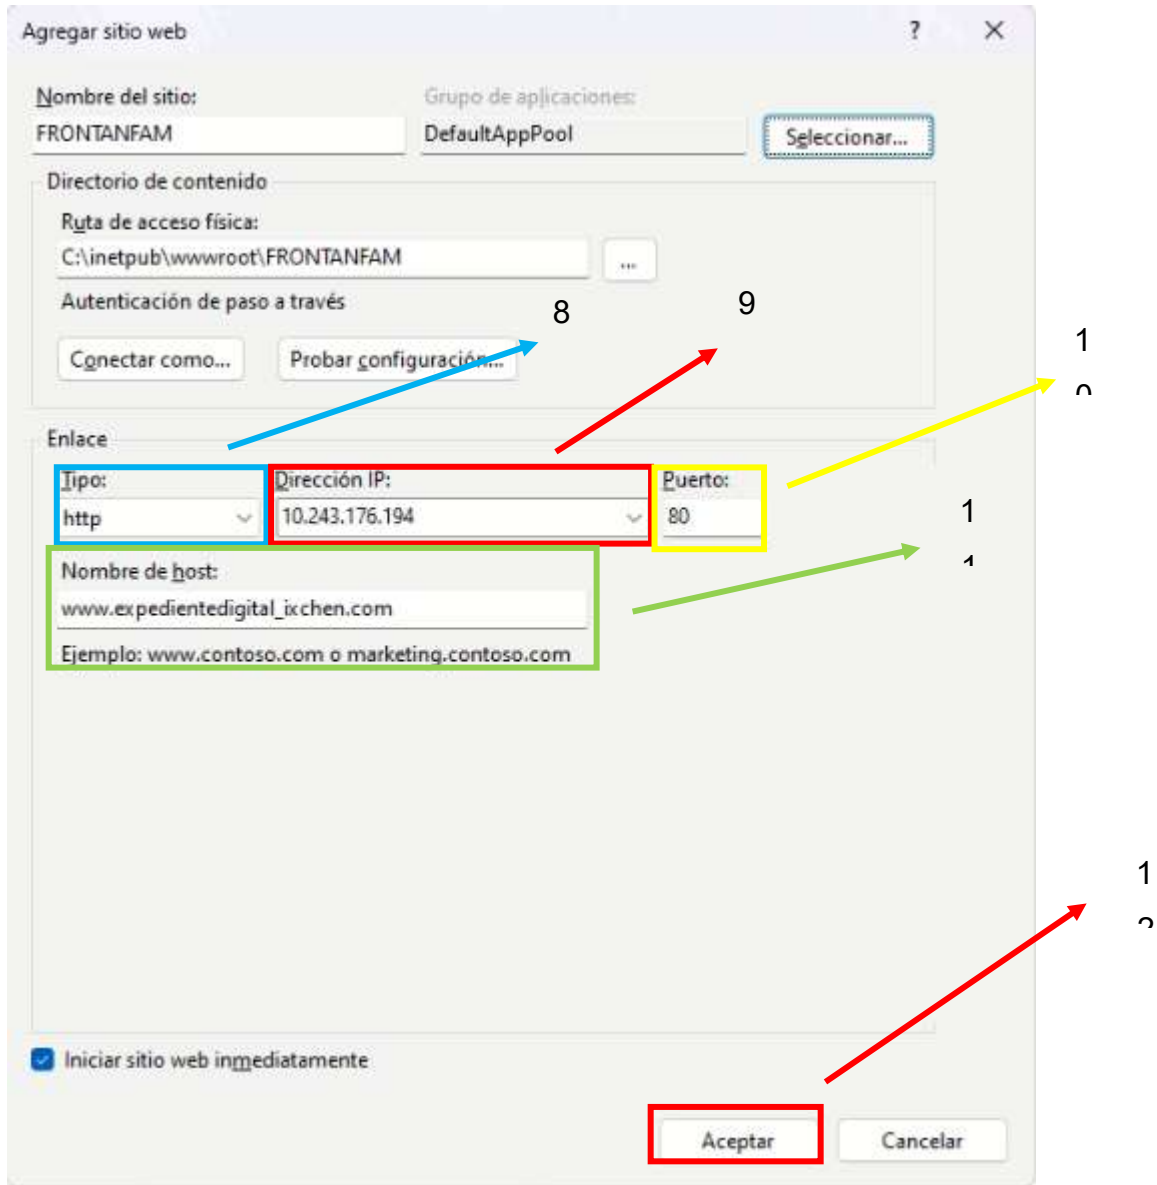 Agregar sitio web ? ×
Nombre del sitio: Grupo de aplicaciones:
FRONTANFAM DefaultAppPool Seleccionar...
Directorio de contenido
Ruta de acceso física:
C:\inetpub\wwwroot\FRONTANFAM ...
Autenticación de paso a través
8 9
Conectar como... Probar configuración...
1
0
Enlace
Tipo: Dirección IP: Puerto:
http 10.243.176.194 80
1
1
Nombre de host:
www.expedientedigital_ixchen.com
Ejemplo: www.contoso.com o marketing.contoso.com
1
2
Iniciar sitio web inmediatamente
Aceptar Cancelar